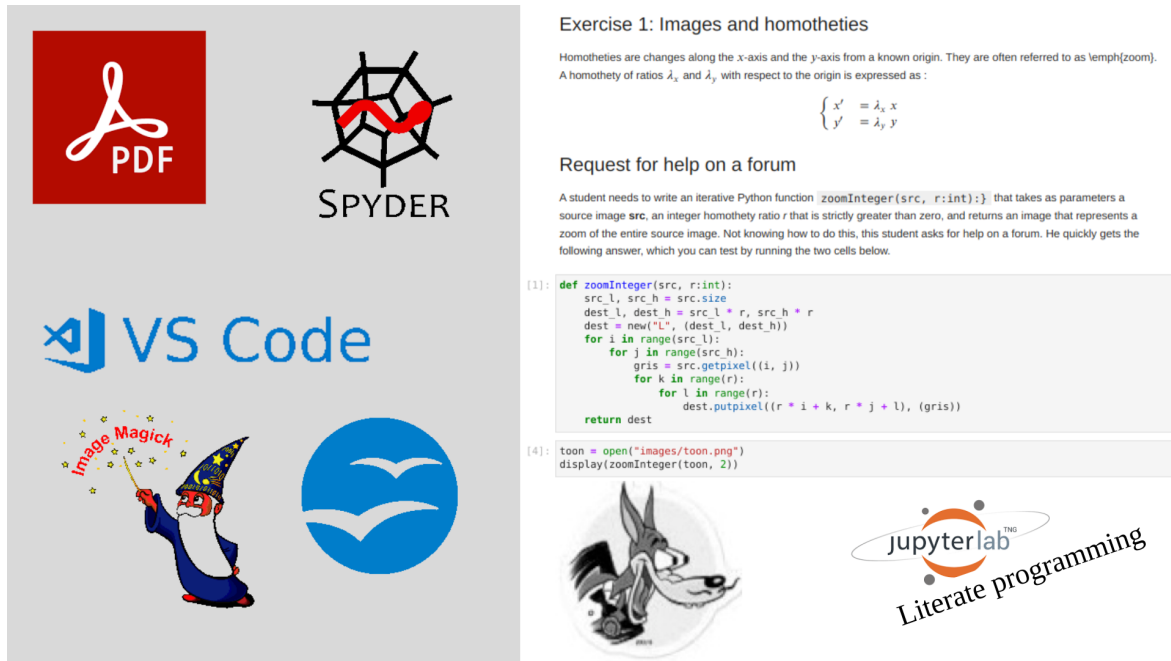 PDF
SPYDER
VS Code
Image Magick
Exercise 1: Images and homotheties
Homotheties are changes along the x-axis and the y-axis from a known origin. They are often referred to as \emph{zoom}.
A homothety of ratios λx and λy with respect to the origin is expressed as :
{ x′ = λx x
y′ = λy y
Request for help on a forum
A student needs to write an iterative Python function zoomInteger(src, r:int):} that takes as parameters a
source image src, an integer homothety ratio r that is strictly greater than zero, and returns an image that represents a
zoom of the entire source image. Not knowing how to do this, this student asks for help on a forum. He quickly gets the
following answer, which you can test by running the two cells below.
[1]: def zoomInteger(src, r:int):
    src_l, src_h = src.size
    dest_l, dest_h = src_l * r, src_h * r
    dest = new("L", (dest_l, dest_h))
    for i in range(src_l):
        for j in range(src_h):
            gris = src.getpixel((i, j))
            for k in range(r):
                for l in range(r):
                    dest.putpixel((r * i + k, r * j + l), (gris))
    return dest
[4]: toon = open("images/toon.png")
display(zoomInteger(toon, 2))
jupyterlab TNG
Literate programming